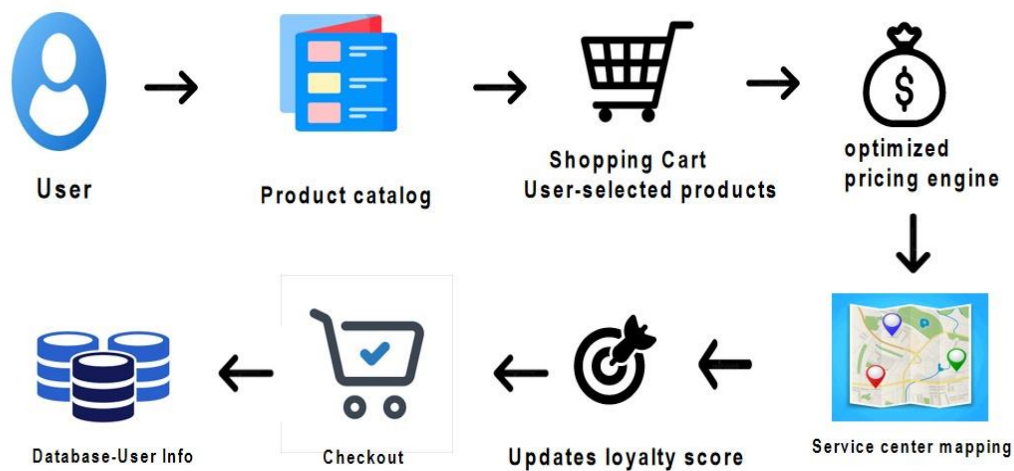 User
Product catalog
Shopping Cart
User-selected products
$
optimized
pricing engine
Database-User Info
Checkout
Updates loyalty score
Service center mapping